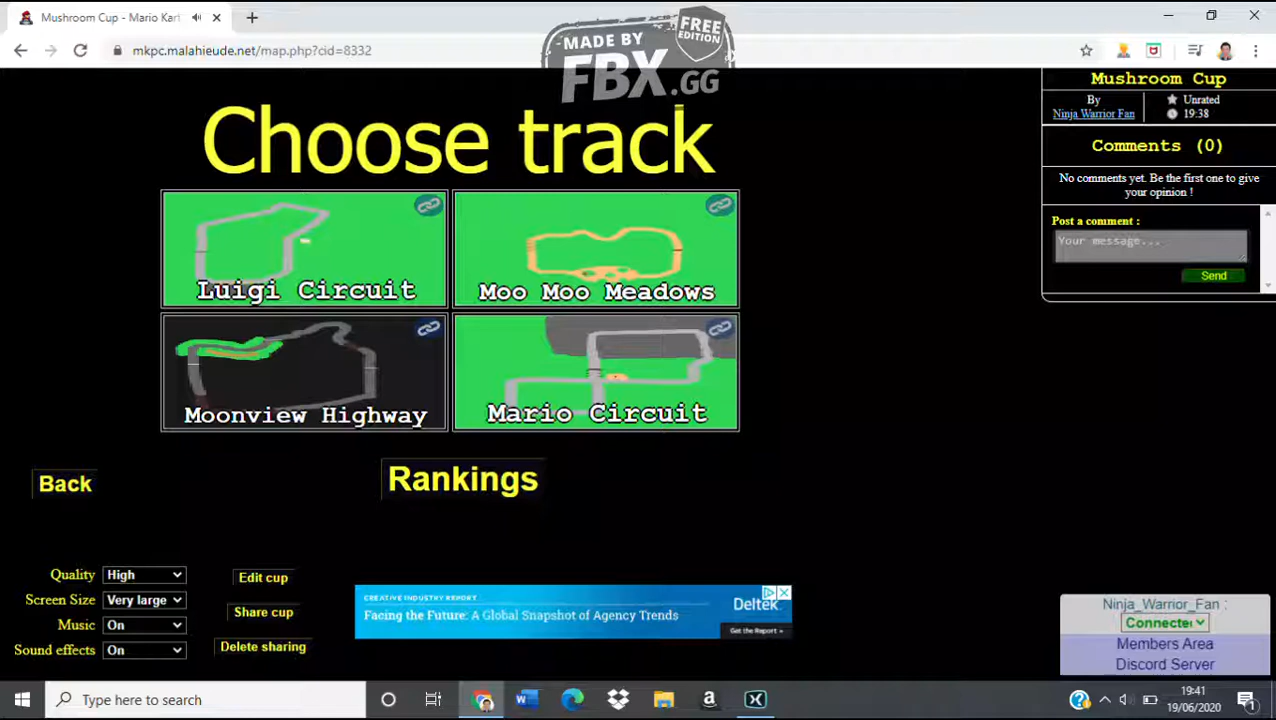 Mushroom Cup - Mario Kart
mkpc.malahieude.net/map.php?cid=8332
MADE BY
FBX.GG
FREE
EDITION
Choose track
Luigi Circuit
Moo Moo Meadows
Moonview Highway
Mario Circuit
Back
Rankings
Quality High
Screen Size Very large
Music On
Sound effects On
Edit cup
Share cup
Delete sharing
CREATIVE INDUSTRY REPORT
Facing the Future: A Global Snapshot of Agency Trends
Deltek
Get the Report »
Mushroom Cup
By
Ninja Warrior Fan
Unrated
19:38
Comments (0)
No comments yet. Be the first one to give
your opinion !
Post a comment :
Your message...
Send
Ninja_Warrior_Fan :
Connected
Members Area
Discord Server
Type here to search
19:41
19/06/2020